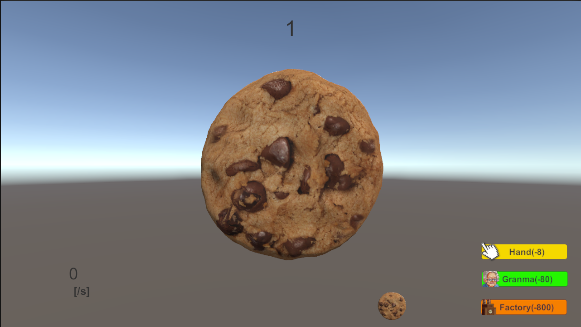 1
Hand(-8)
Granma(-80)
Factory(-800)
0
[/s]